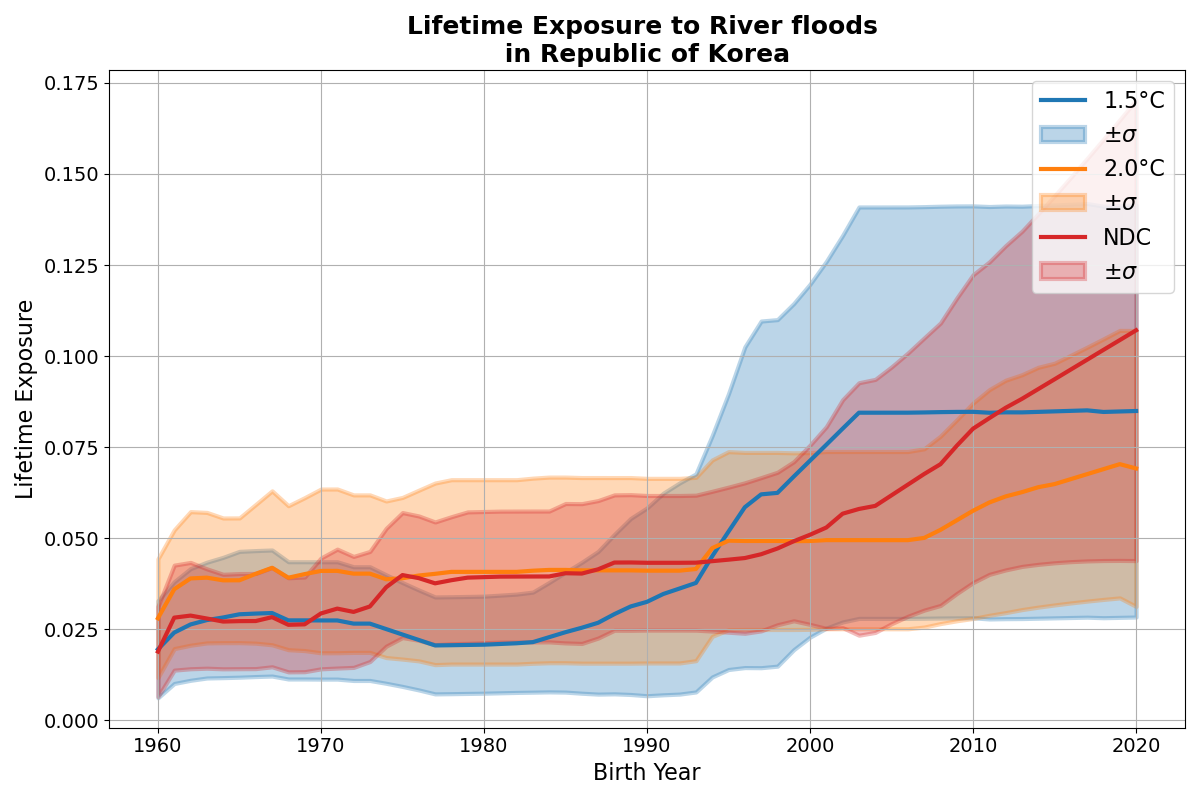 Lifetime Exposure to River floods
in Republic of Korea
Lifetime Exposure
0.175
0.150
0.125
0.100
0.075
0.050
0.025
0.000
1960 1970 1980 1990 2000 2010 2020
Birth Year
1.5°C
±σ
2.0°C
±σ
NDC
±σ